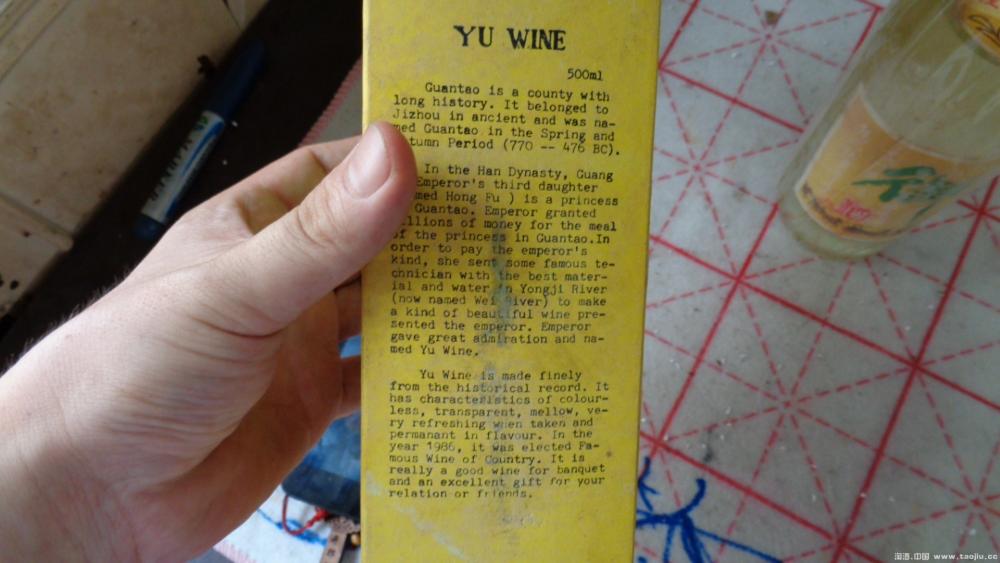 YU WINE
500ml
Guantao is a county with
long history. It belonged to
Jizhou in ancient and was na-
med Guantao in the Spring and
tumn Period (770 -- 476 BC).
In the Han Dynasty, Guang
Emperor's third daughter
med Hong Fu ) is a princess
Guantao. Emperor granted
llions of money for the meal
of the princess in Guantao.In
order to pay the emperor's
kind, she sent some famous te-
chnician with the best mater-
ial and water in Yongji River
(now named Wei River) to make
a kind of beautiful wine pre-
sented the emperor. Emperor
gave great admiration and na-
med Yu Wine.
Yu Wine is made finely
from the historical record. It
has characteristics of colour-
less, transparent, mellow, ve-
ry refreshing when taken and
permanant in flavour. In the
year 1986, it was elected Fa-
mous Wine of Country. It is
really a good wine for banquet
and an excellent gift for your
relation or friends.
淘酒.中国 www.taojiu.cc